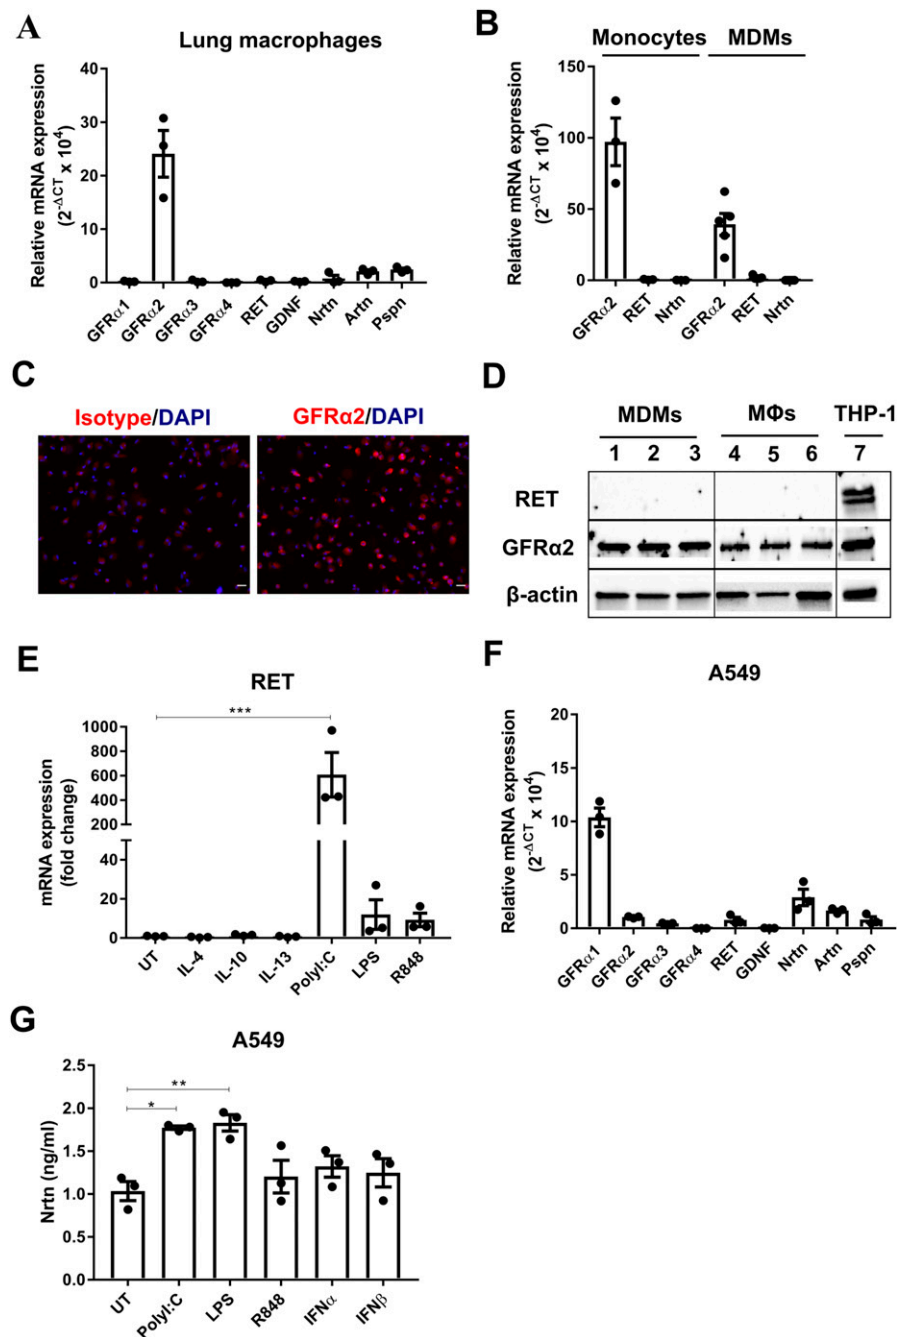 A
Lung macrophages
Relative mRNA expression
(2-ΔCT x 104)
40
30
20
10
0
GFRα1
GFRα2
GFRα3
GFRα4
RET
GDNF
Nrtn
Artn
Pspn
B
Monocytes
MDMs
Relative mRNA expression
(2-ΔCT x 104)
150
100
50
0
GFRα2
RET
Nrtn
GFRα2
RET
Nrtn
C
Isotype/DAPI
GFRα2/DAPI
D
MDMs
MΦs
THP-1
1 2 3 4 5 6 7
RET
GFRα2
β-actin
E
RET
mRNA expression
(fold change)
***
1000
800
600
400
200
40
20
0
UT
IL-4
IL-10
IL-13
PolyI:C
LPS
R848
F
A549
Relative mRNA expression
(2-ΔCT x 104)
20
15
10
5
0
GFRα1
GFRα2
GFRα3
GFRα4
RET
GDNF
Nrtn
Artn
Pspn
G
A549
Nrtn (ng/ml)
2.5
2.0
1.5
1.0
0.5
0.0
**
*
UT
PolyI:C
LPS
R848
IFNα
IFNβ